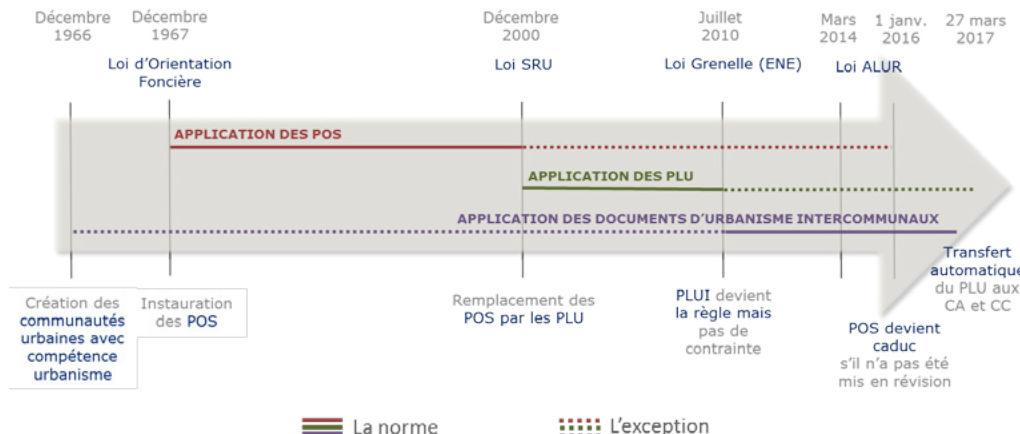 Décembre
1966
Décembre
1967
Décembre
2000
Juillet
2010
Mars
2014
1 janv.
2016
27 mars
2017
Loi d'Orientation
Foncière
Loi SRU
Loi Grenelle (ENE)
Loi ALUR
APPLICATION DES POS
APPLICATION DES PLU
APPLICATION DES DOCUMENTS D'URBANISME INTERCOMMUNAUX
Création des
communautés
urbaines avec
compétence
urbanisme
Instauration
des POS
Remplacement des
POS par les PLU
PLUI devient
la règle mais
pas de
contrainte
POS devient
caduc
s'il n'a pas été
mis en révision
Transfert
automatique
du PLU aux
CA et CC
La norme
L'exception